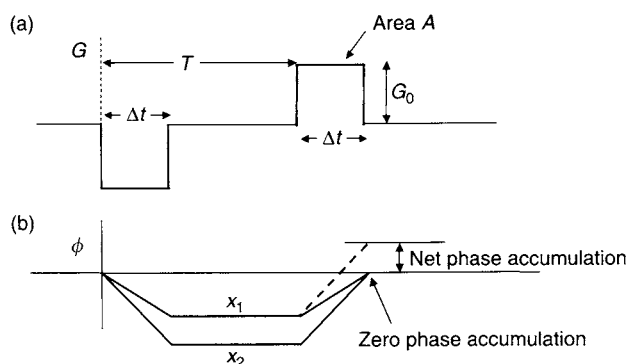 (a)
Area A
G
T
G₀
Δt
Δt
(b)
ϕ
Net phase accumulation
x₁
x₂
Zero phase accumulation